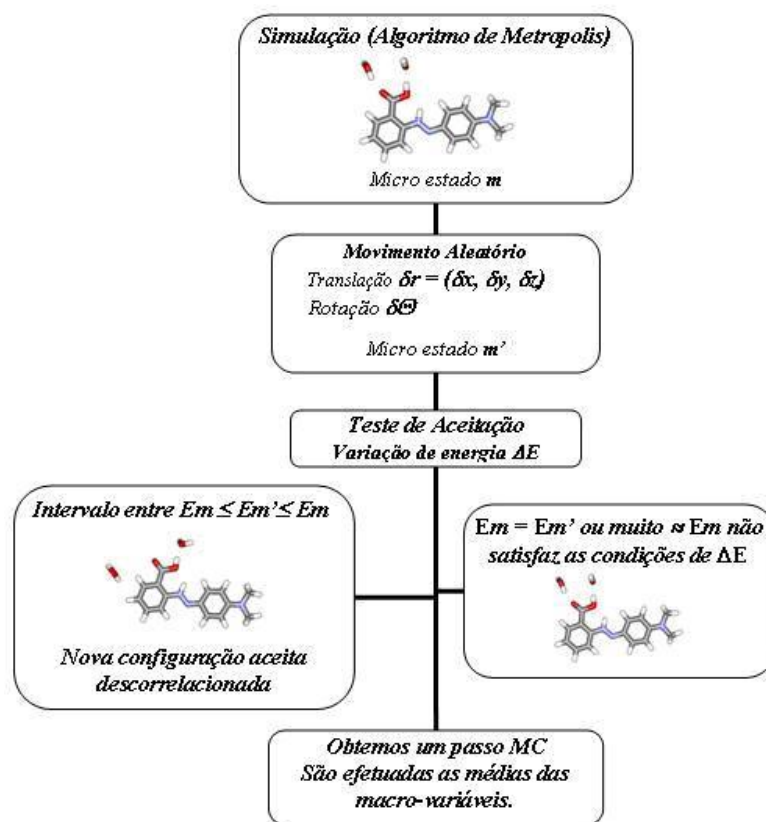 Simulação (Algoritmo de Metropolis)
Micro estado m
Movimento Aleatório
Translação δr = (δx, δy, δz)
Rotação δΘ
Micro estado m’
Teste de Aceitação
Variação de energia ΔE
Intervalo entre Em ≤ Em’≤ Em
Nova configuração aceita
descorrelacionada
Em = Em’ ou muito ≈ Em não
satisfaz as condições de ΔE
Obtemos um passo MC
São efetuadas as médias das
macro-variáveis.